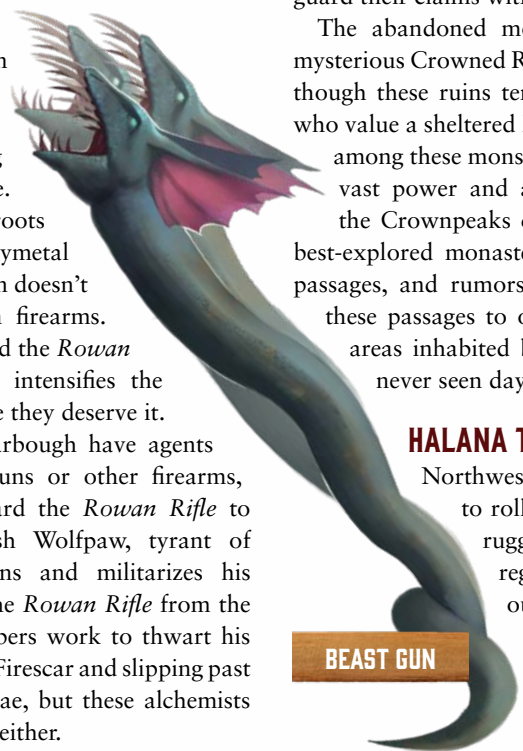 g
e.
oots
ymetal
n doesn't
firearms.
d the Rowan
intensifies the
e they deserve it.
arbough have agents
uns or other firearms,
ard the Rowan Rifle to
sh Wolfpaw, tyrant of
ns and militarizes his
he Rowan Rifle from the
bers work to thwart his
Firescar and slipping past
ae, but these alchemists
either.
guard their claims with
The abandoned mo
mysterious Crowned R
though these ruins ten
who value a sheltered
among these mons
vast power and a
the Crownpeaks
best-explored monaste
passages, and rumors
these passages to o
areas inhabited
never seen day
HALANA T
Northwes
to roll
rugg
reg
ou
BEAST GUN